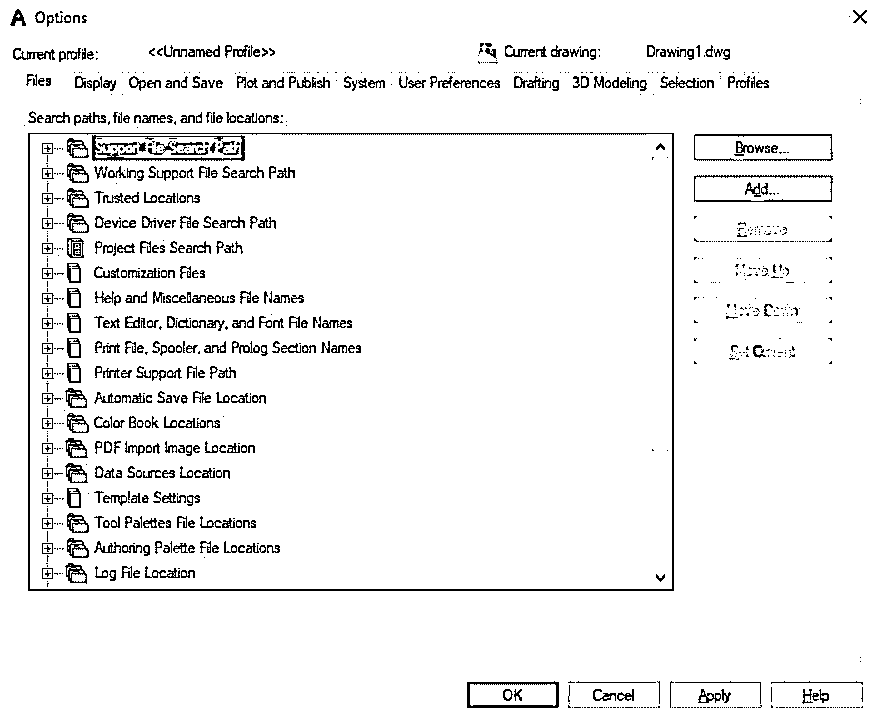 A Options
Current profile: <<Unnamed Profile>> Current drawing: Drawing1.dwg
Files Display Open and Save Plot and Publish System User Preferences Drafting 3D Modeling Selection Profiles
Search paths, file names, and file locations:
Support File Search Path
Working Support File Search Path
Trusted Locations
Device Driver File Search Path
Project Files Search Path
Customization Files
Help and Miscellaneous File Names
Text Editor, Dictionary, and Font File Names
Print File, Spooler, and Prolog Section Names
Printer Support File Path
Automatic Save File Location
Color Book Locations
PDF Import Image Location
Data Sources Location
Template Settings
Tool Palettes File Locations
Authoring Palette File Locations
Log File Location
Browse...
Add...
Remove
Move Up
Move Down
Set Current
OK Cancel Apply Help